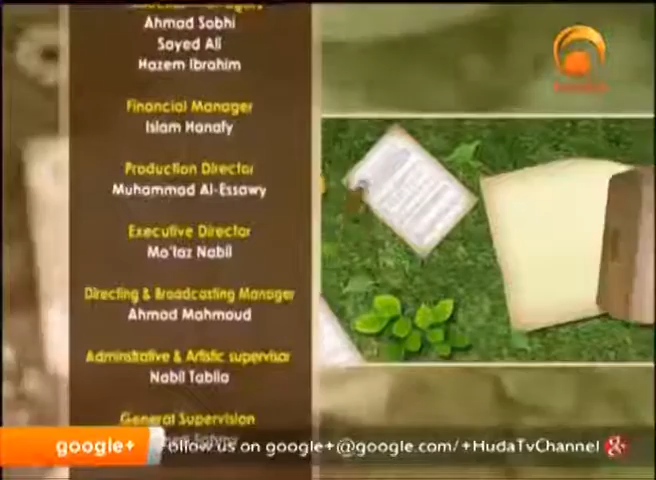 Ahmad Sobhi
Sayed Ali
Hazem Ibrahim
Financial Manager
Islam Hanafy
Production Director
Muhammad Al-Essawy
Executive Director
Mo'taz Nabil
Directing & Broadcasting Manager
Ahmad Mahmoud
Adminstrative & Artistic supervisor
Nabil Tablia
General Supervision
google+
Follow us on google+@google.com/+HudaTvChannel